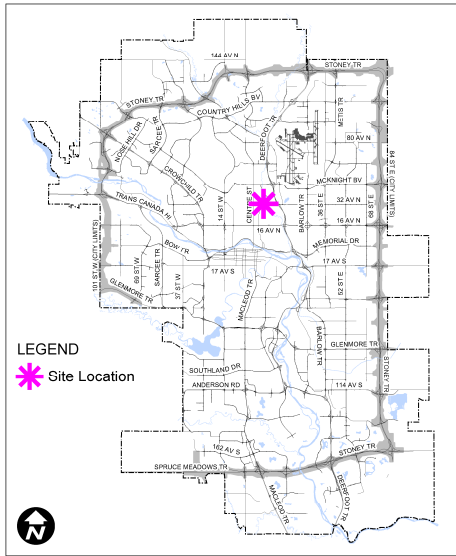 144 AV N
STONEY TR
STONEY TR
METIS TR
COUNTRY HILLS BV
NOSE HILL DR
SARCEE TR
DEERFOOT TR
80 AV N
CROWCHILD TR
MCKNIGHT BV
84 ST E (CITY LIMITS)
TRANS CANADA HI
14 ST W
CENTRE ST
BARLOW TR
36 ST E
32 AV N
68 ST E
16 AV N
16 AV N
101 ST W (CITY LIMITS)
BOW TR
MEMORIAL DR
69 ST W
SARCEE TR
37 ST W
17 AV S
17 AV S
52 ST E
GLENMORE TR
MACLEOD TR
BARLOW TR
GLENMORE TR
LEGEND
Site Location
SOUTHLAND DR
ANDERSON RD
114 AV S
STONEY TR
162 AV S
STONEY TR
SPRUCE MEADOWS TR
MACLEOD TR
DEERFOOT TR
N